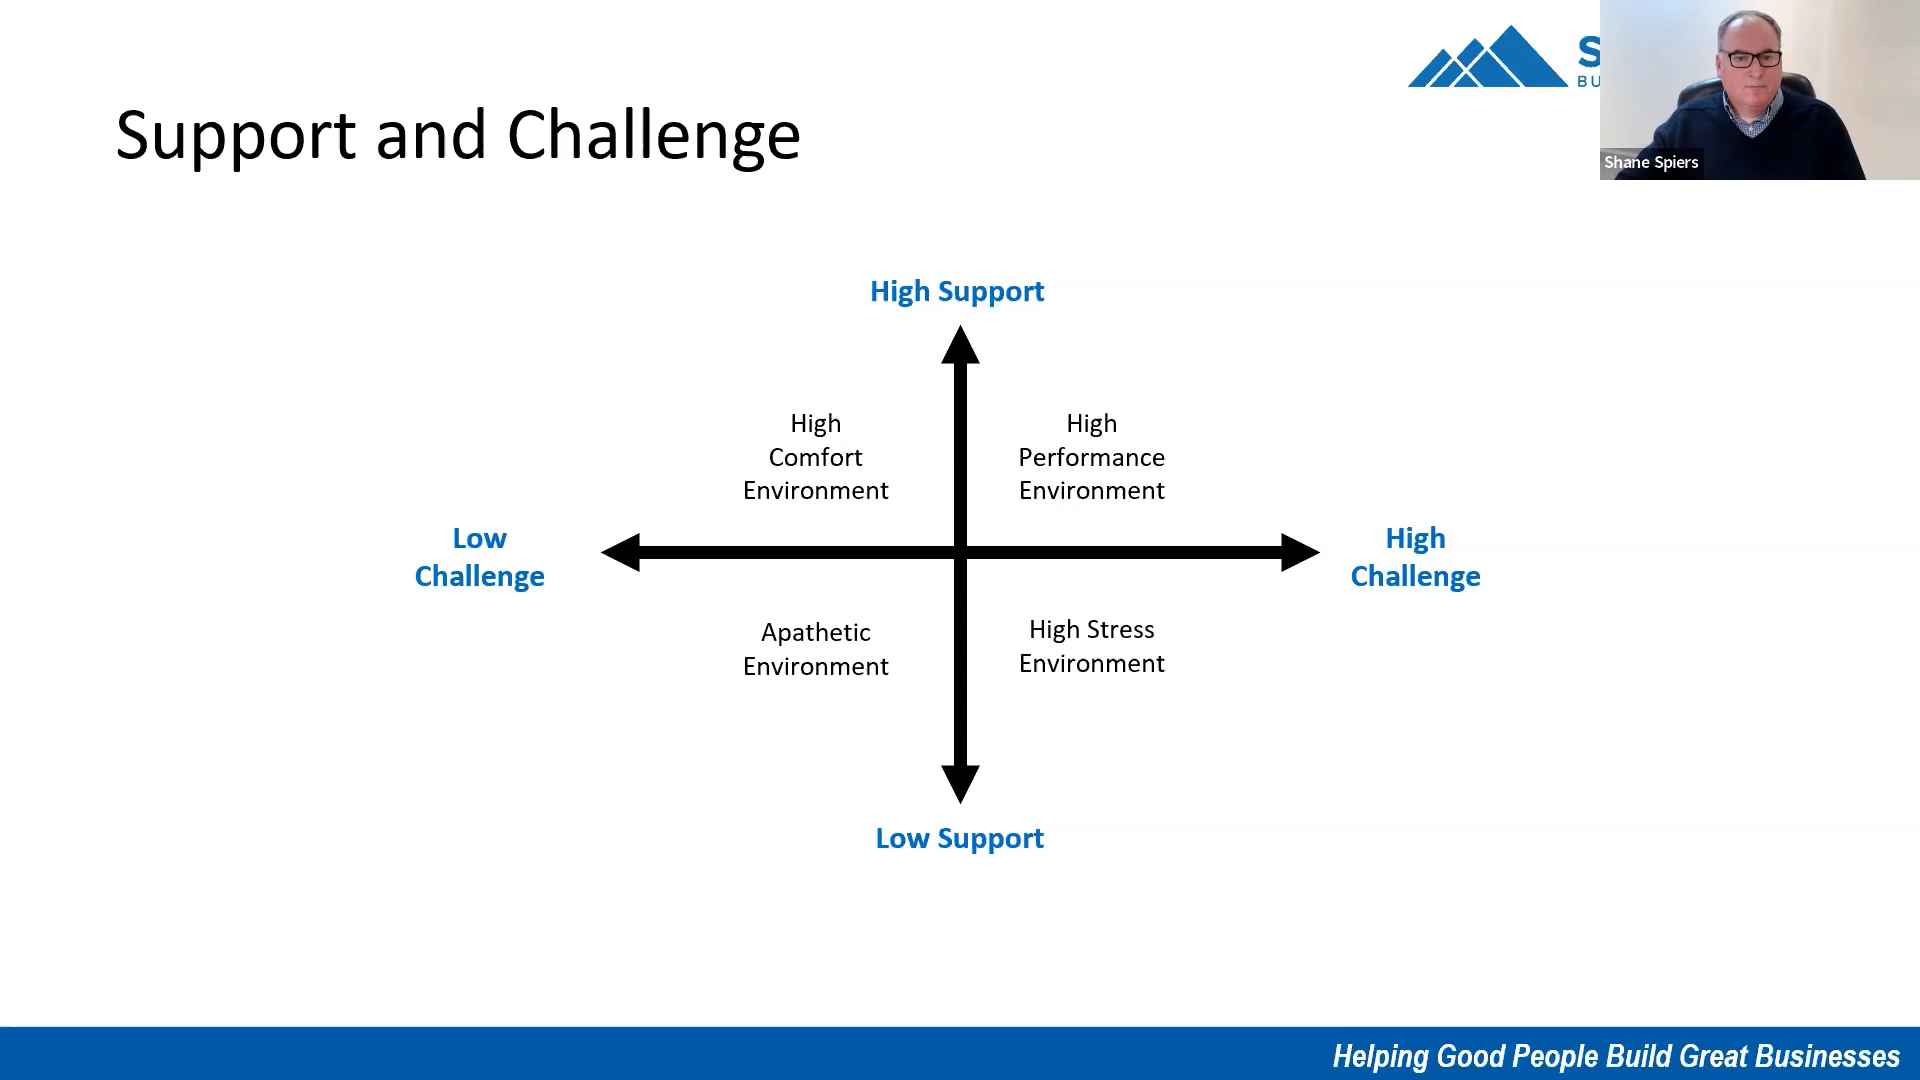 Support and Challenge
S
BU
Shane Spiers
High Support
High
Comfort
Environment
High
Performance
Environment
Low
Challenge
High
Challenge
Apathetic
Environment
High Stress
Environment
Low Support
Helping Good People Build Great Businesses